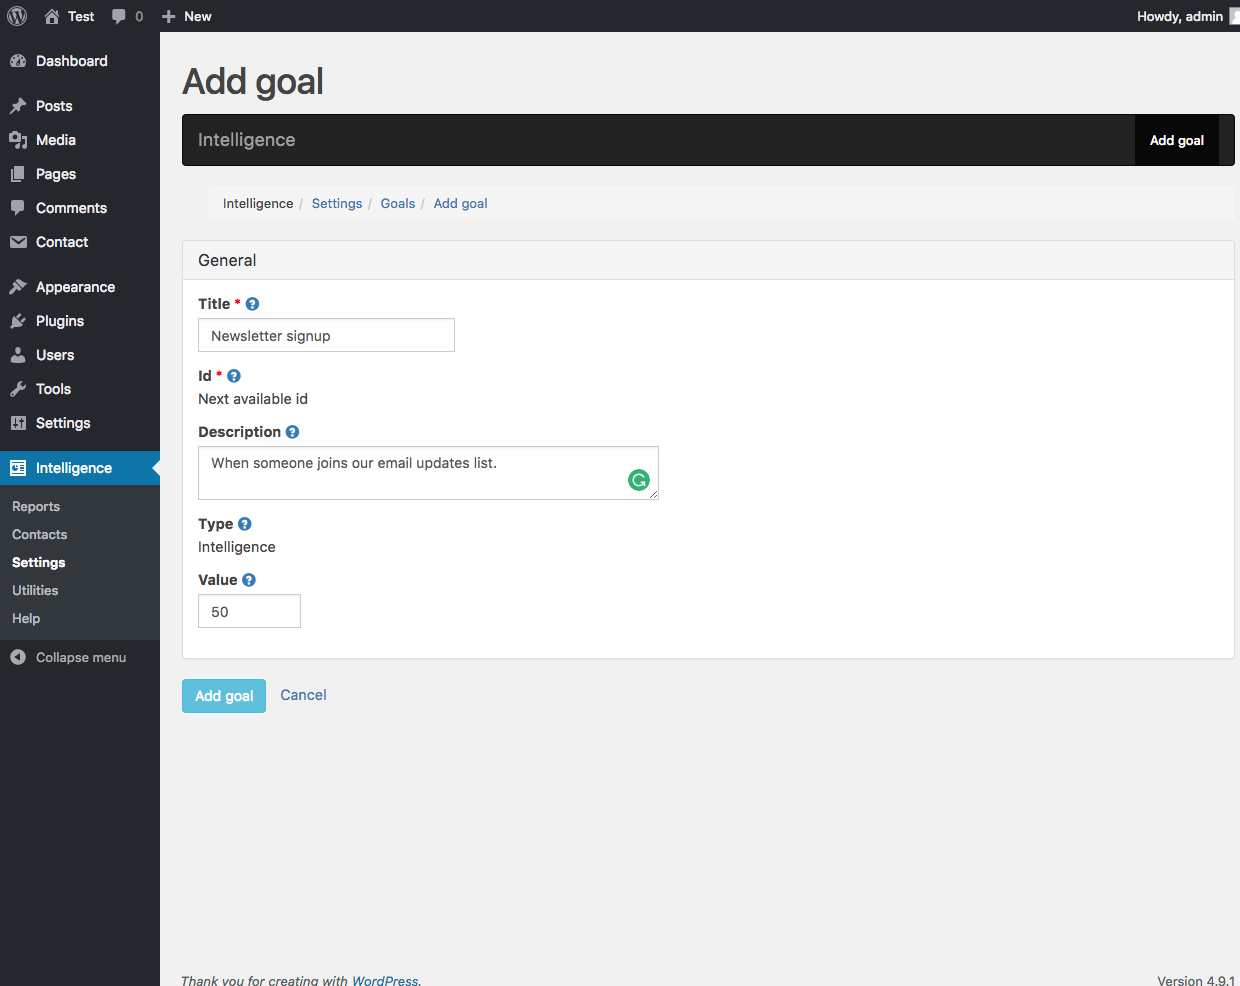 Test 0 New Howdy, admin
Dashboard
Posts
Media
Pages
Comments
Contact
Appearance
Plugins
Users
Tools
Settings
Intelligence
Reports
Contacts
Settings
Utilities
Help
Collapse menu
Add goal
Intelligence Add goal
Intelligence / Settings / Goals / Add goal
General
Title *
Newsletter signup
Id *
Next available id
Description
When someone joins our email updates list.
Type
Intelligence
Value
50
Add goal Cancel
Thank you for creating with WordPress. Version 4.9.1